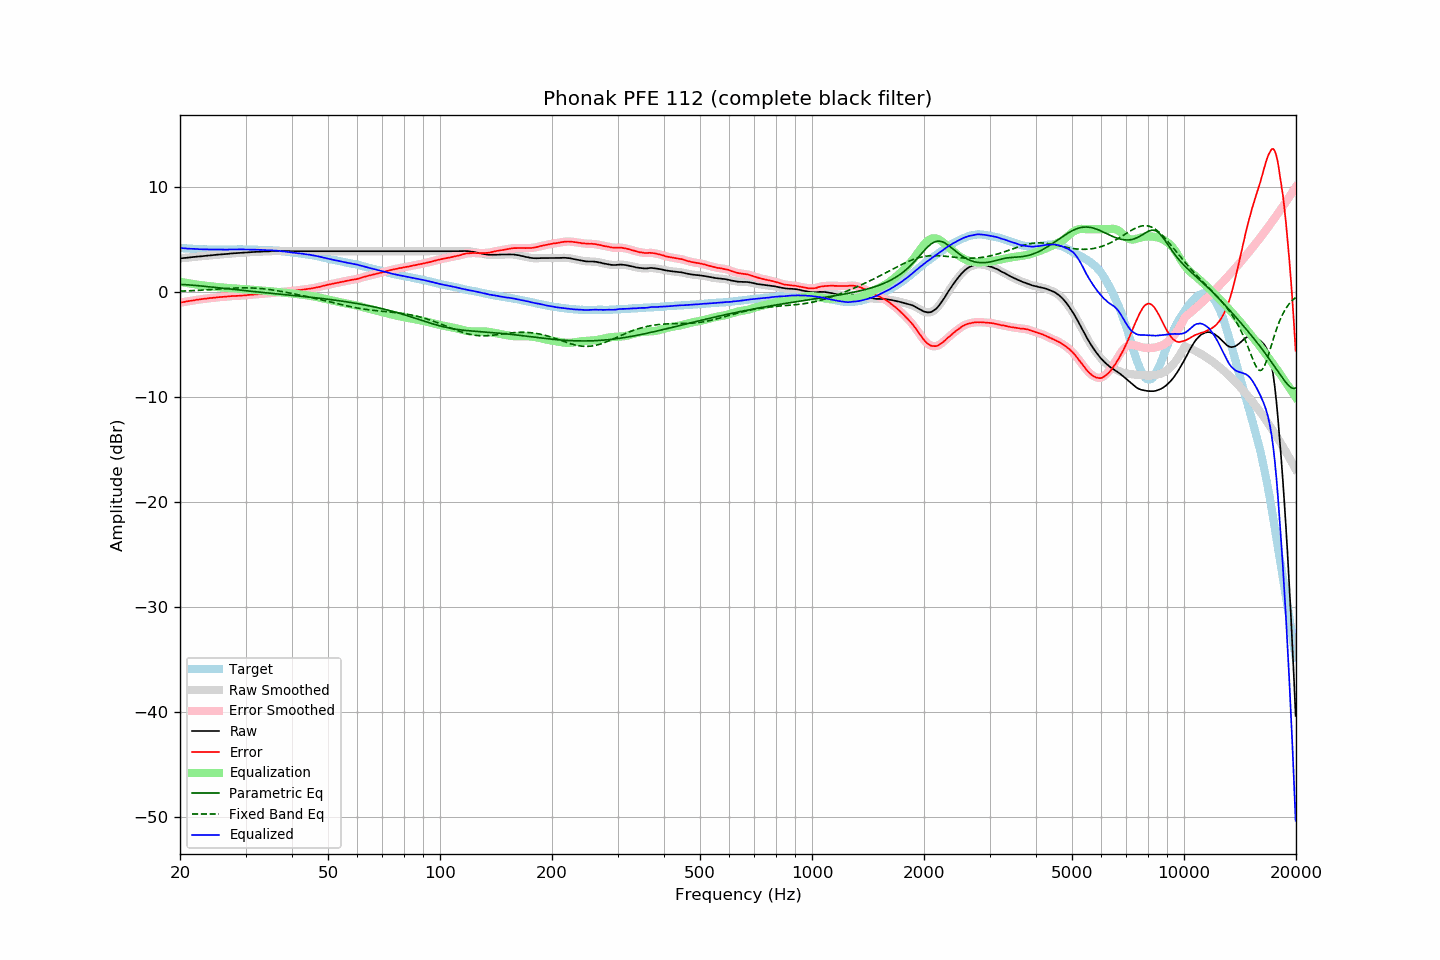 Phonak PFE 112 (complete black filter)
Amplitude (dBr)
10
0
−10
−20
−30
−40
−50
Target
Raw Smoothed
Error Smoothed
Raw
Error
Equalization
Parametric Eq
Fixed Band Eq
Equalized
20 50 100 200 500 1000 2000 5000 10000 20000
Frequency (Hz)